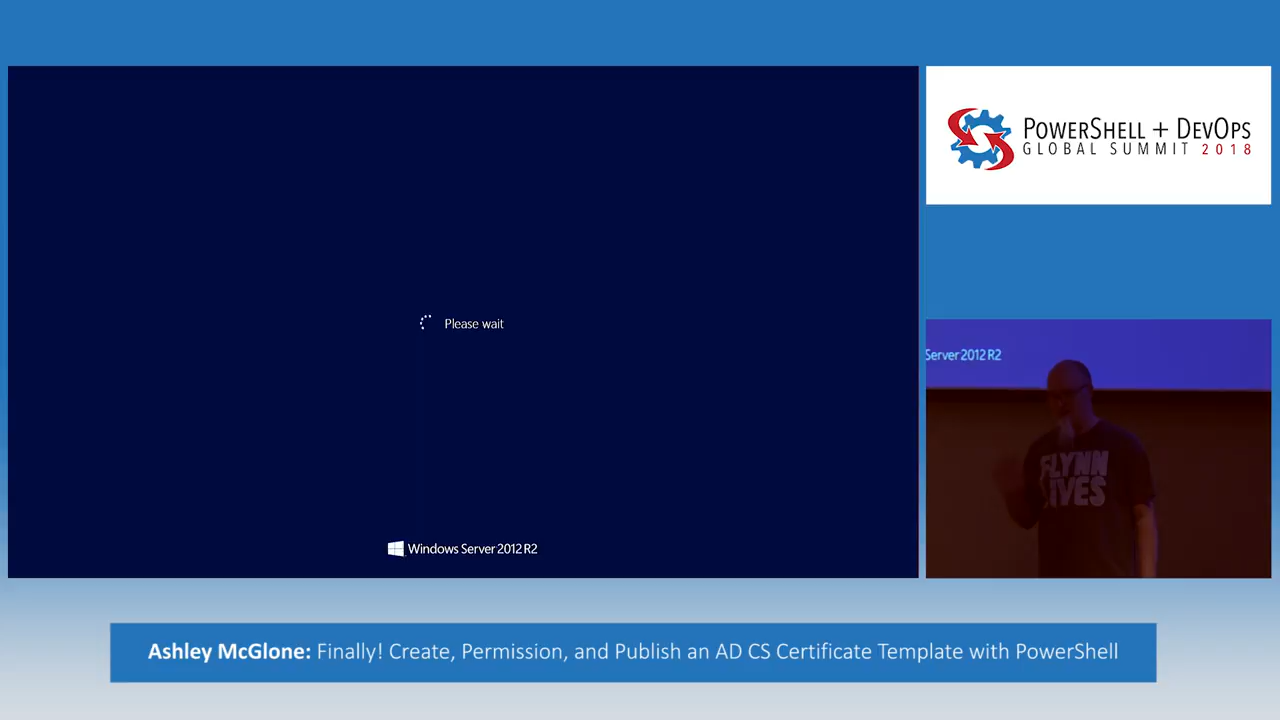 Please wait
Windows Server 2012 R2
POWERSHELL + DEVOPS
GLOBAL SUMMIT 2018
Server 2012 R2
FLYNN
LIVES
Ashley McGlone: Finally! Create, Permission, and Publish an AD CS Certificate Template with PowerShell